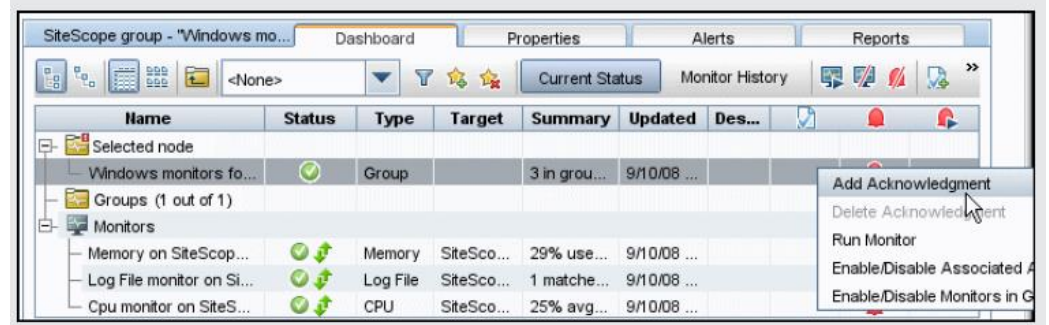 SiteScope group - "Windows mo... Dashboard Properties Alerts Reports
<None> Current Status Monitor History »
Name Status Type Target Summary Updated Des...
Selected node
Windows monitors fo... Group 3 in grou... 9/10/08 ...
Groups (1 out of 1)
Monitors
Memory on SiteScop... Memory SiteSco... 29% use... 9/10/08 ...
Log File monitor on Si... Log File SiteSco... 1 matche... 9/10/08 ...
Cpu monitor on SiteS... CPU SiteSco... 25% avg... 9/10/08 ...
Add Acknowledgment
Delete Acknowledgment
Run Monitor
Enable/Disable Associated A
Enable/Disable Monitors in G